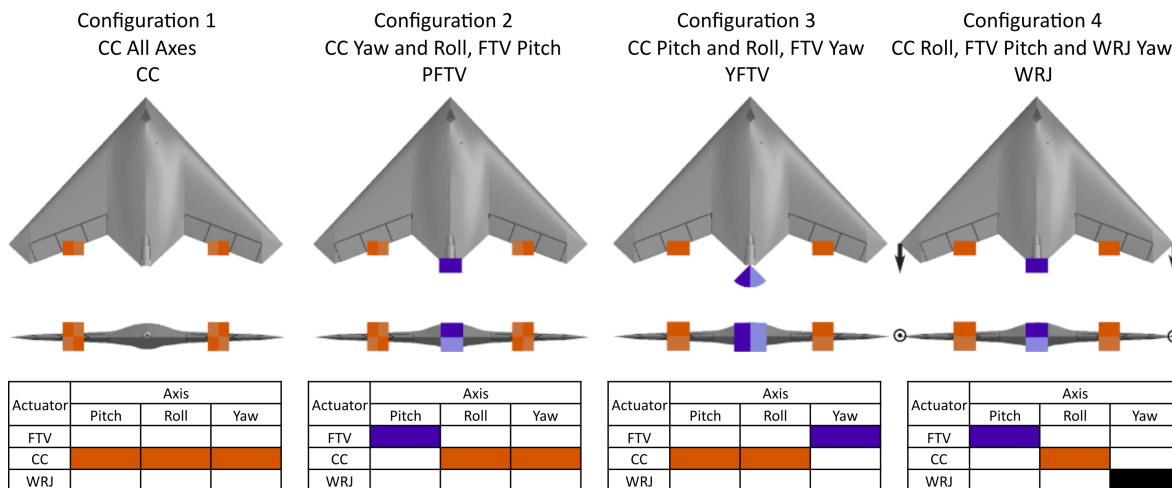 Configuration 1
CC All Axes
CC
Configuration 2
CC Yaw and Roll, FTV Pitch
PFTV
Configuration 3
CC Pitch and Roll, FTV Yaw
YFTV
Configuration 4
CC Roll, FTV Pitch and WRJ Yaw
WRJ
Actuator Axis
Pitch Roll Yaw
FTV
CC
WRJ
Actuator Axis
Pitch Roll Yaw
FTV
CC
WRJ
Actuator Axis
Pitch Roll Yaw
FTV
CC
WRJ
Actuator Axis
Pitch Roll Yaw
FTV
CC
WRJ